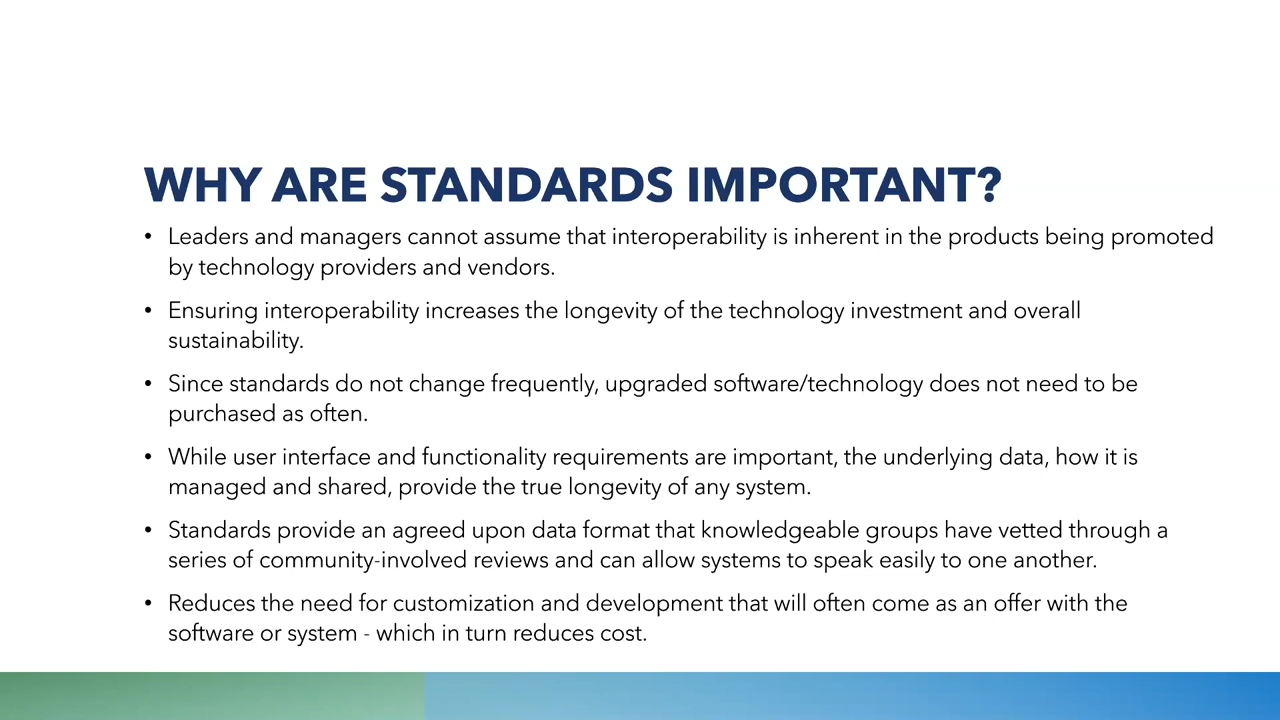 WHY ARE STANDARDS IMPORTANT?
• Leaders and managers cannot assume that interoperability is inherent in the products being promoted
by technology providers and vendors.
• Ensuring interoperability increases the longevity of the technology investment and overall
sustainability.
• Since standards do not change frequently, upgraded software/technology does not need to be
purchased as often.
• While user interface and functionality requirements are important, the underlying data, how it is
managed and shared, provide the true longevity of any system.
• Standards provide an agreed upon data format that knowledgeable groups have vetted through a
series of community-involved reviews and can allow systems to speak easily to one another.
• Reduces the need for customization and development that will often come as an offer with the
software or system - which in turn reduces cost.